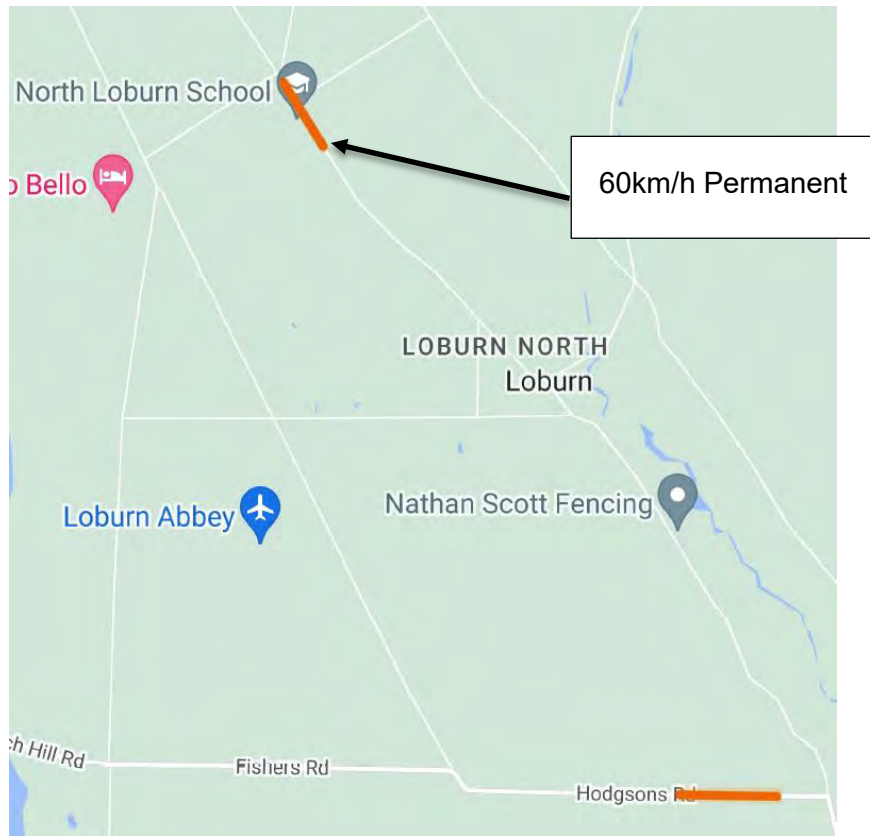 North Loburn School
60km/h Permanent
Bello
LOBURN NORTH
Loburn
Nathan Scott Fencing
Loburn Abbey
ch Hill Rd
Fishers Rd
Hodgsons Rd